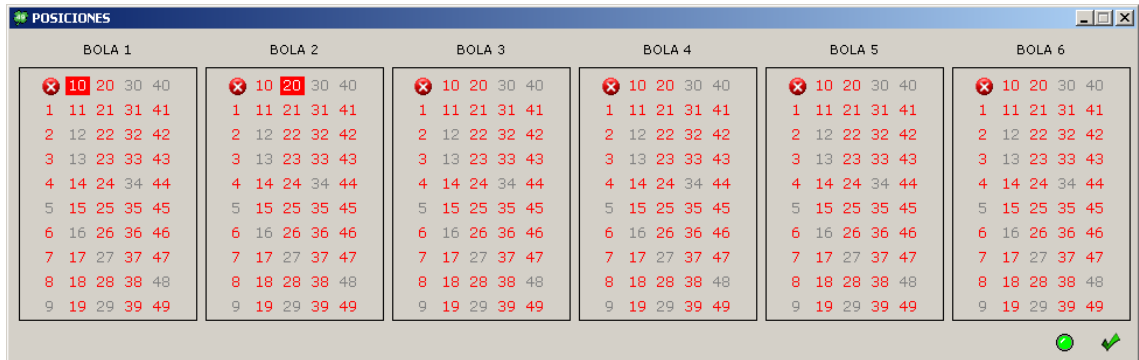 POSICIONES
BOLA 1 BOLA 2 BOLA 3 BOLA 4 BOLA 5 BOLA 6
10 20 30 40 10 20 30 40 10 20 30 40 10 20 30 40 10 20 30 40 10 20 30 40
1 11 21 31 41 1 11 21 31 41 1 11 21 31 41 1 11 21 31 41 1 11 21 31 41 1 11 21 31 41
2 12 22 32 42 2 12 22 32 42 2 12 22 32 42 2 12 22 32 42 2 12 22 32 42 2 12 22 32 42
3 13 23 33 43 3 13 23 33 43 3 13 23 33 43 3 13 23 33 43 3 13 23 33 43 3 13 23 33 43
4 14 24 34 44 4 14 24 34 44 4 14 24 34 44 4 14 24 34 44 4 14 24 34 44 4 14 24 34 44
5 15 25 35 45 5 15 25 35 45 5 15 25 35 45 5 15 25 35 45 5 15 25 35 45 5 15 25 35 45
6 16 26 36 46 6 16 26 36 46 6 16 26 36 46 6 16 26 36 46 6 16 26 36 46 6 16 26 36 46
7 17 27 37 47 7 17 27 37 47 7 17 27 37 47 7 17 27 37 47 7 17 27 37 47 7 17 27 37 47
8 18 28 38 48 8 18 28 38 48 8 18 28 38 48 8 18 28 38 48 8 18 28 38 48 8 18 28 38 48
9 19 29 39 49 9 19 29 39 49 9 19 29 39 49 9 19 29 39 49 9 19 29 39 49 9 19 29 39 49